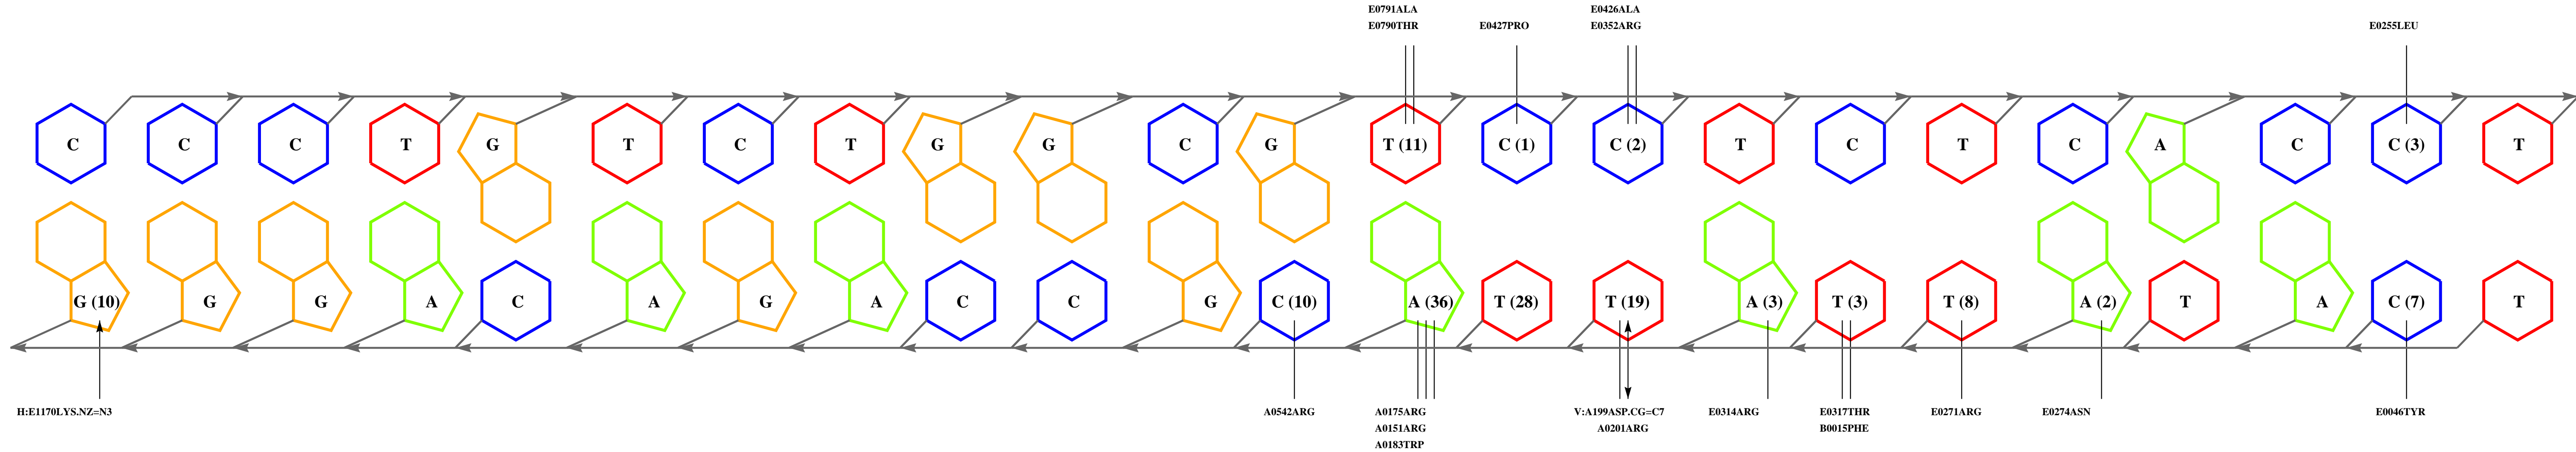 E0791ALA E0426ALA
E0790THR E0427PRO E0352ARG E0255LEU
C C C T G T C T G G C G T (11) C (1) C (2) T C T C A C C (3) T
G (10) G G A C A G A C C G C (10) A (36) T (28) T (19) A (3) T (3) T (8) A (2) T A C (7) T
H:E1170LYS.NZ=N3 A0542ARG A0175ARG V:A199ASP.CG=C7 E0314ARG E0317THR E0271ARG E0274ASN E0046TYR
A0151ARG A0201ARG B0015PHE
A0183TRP